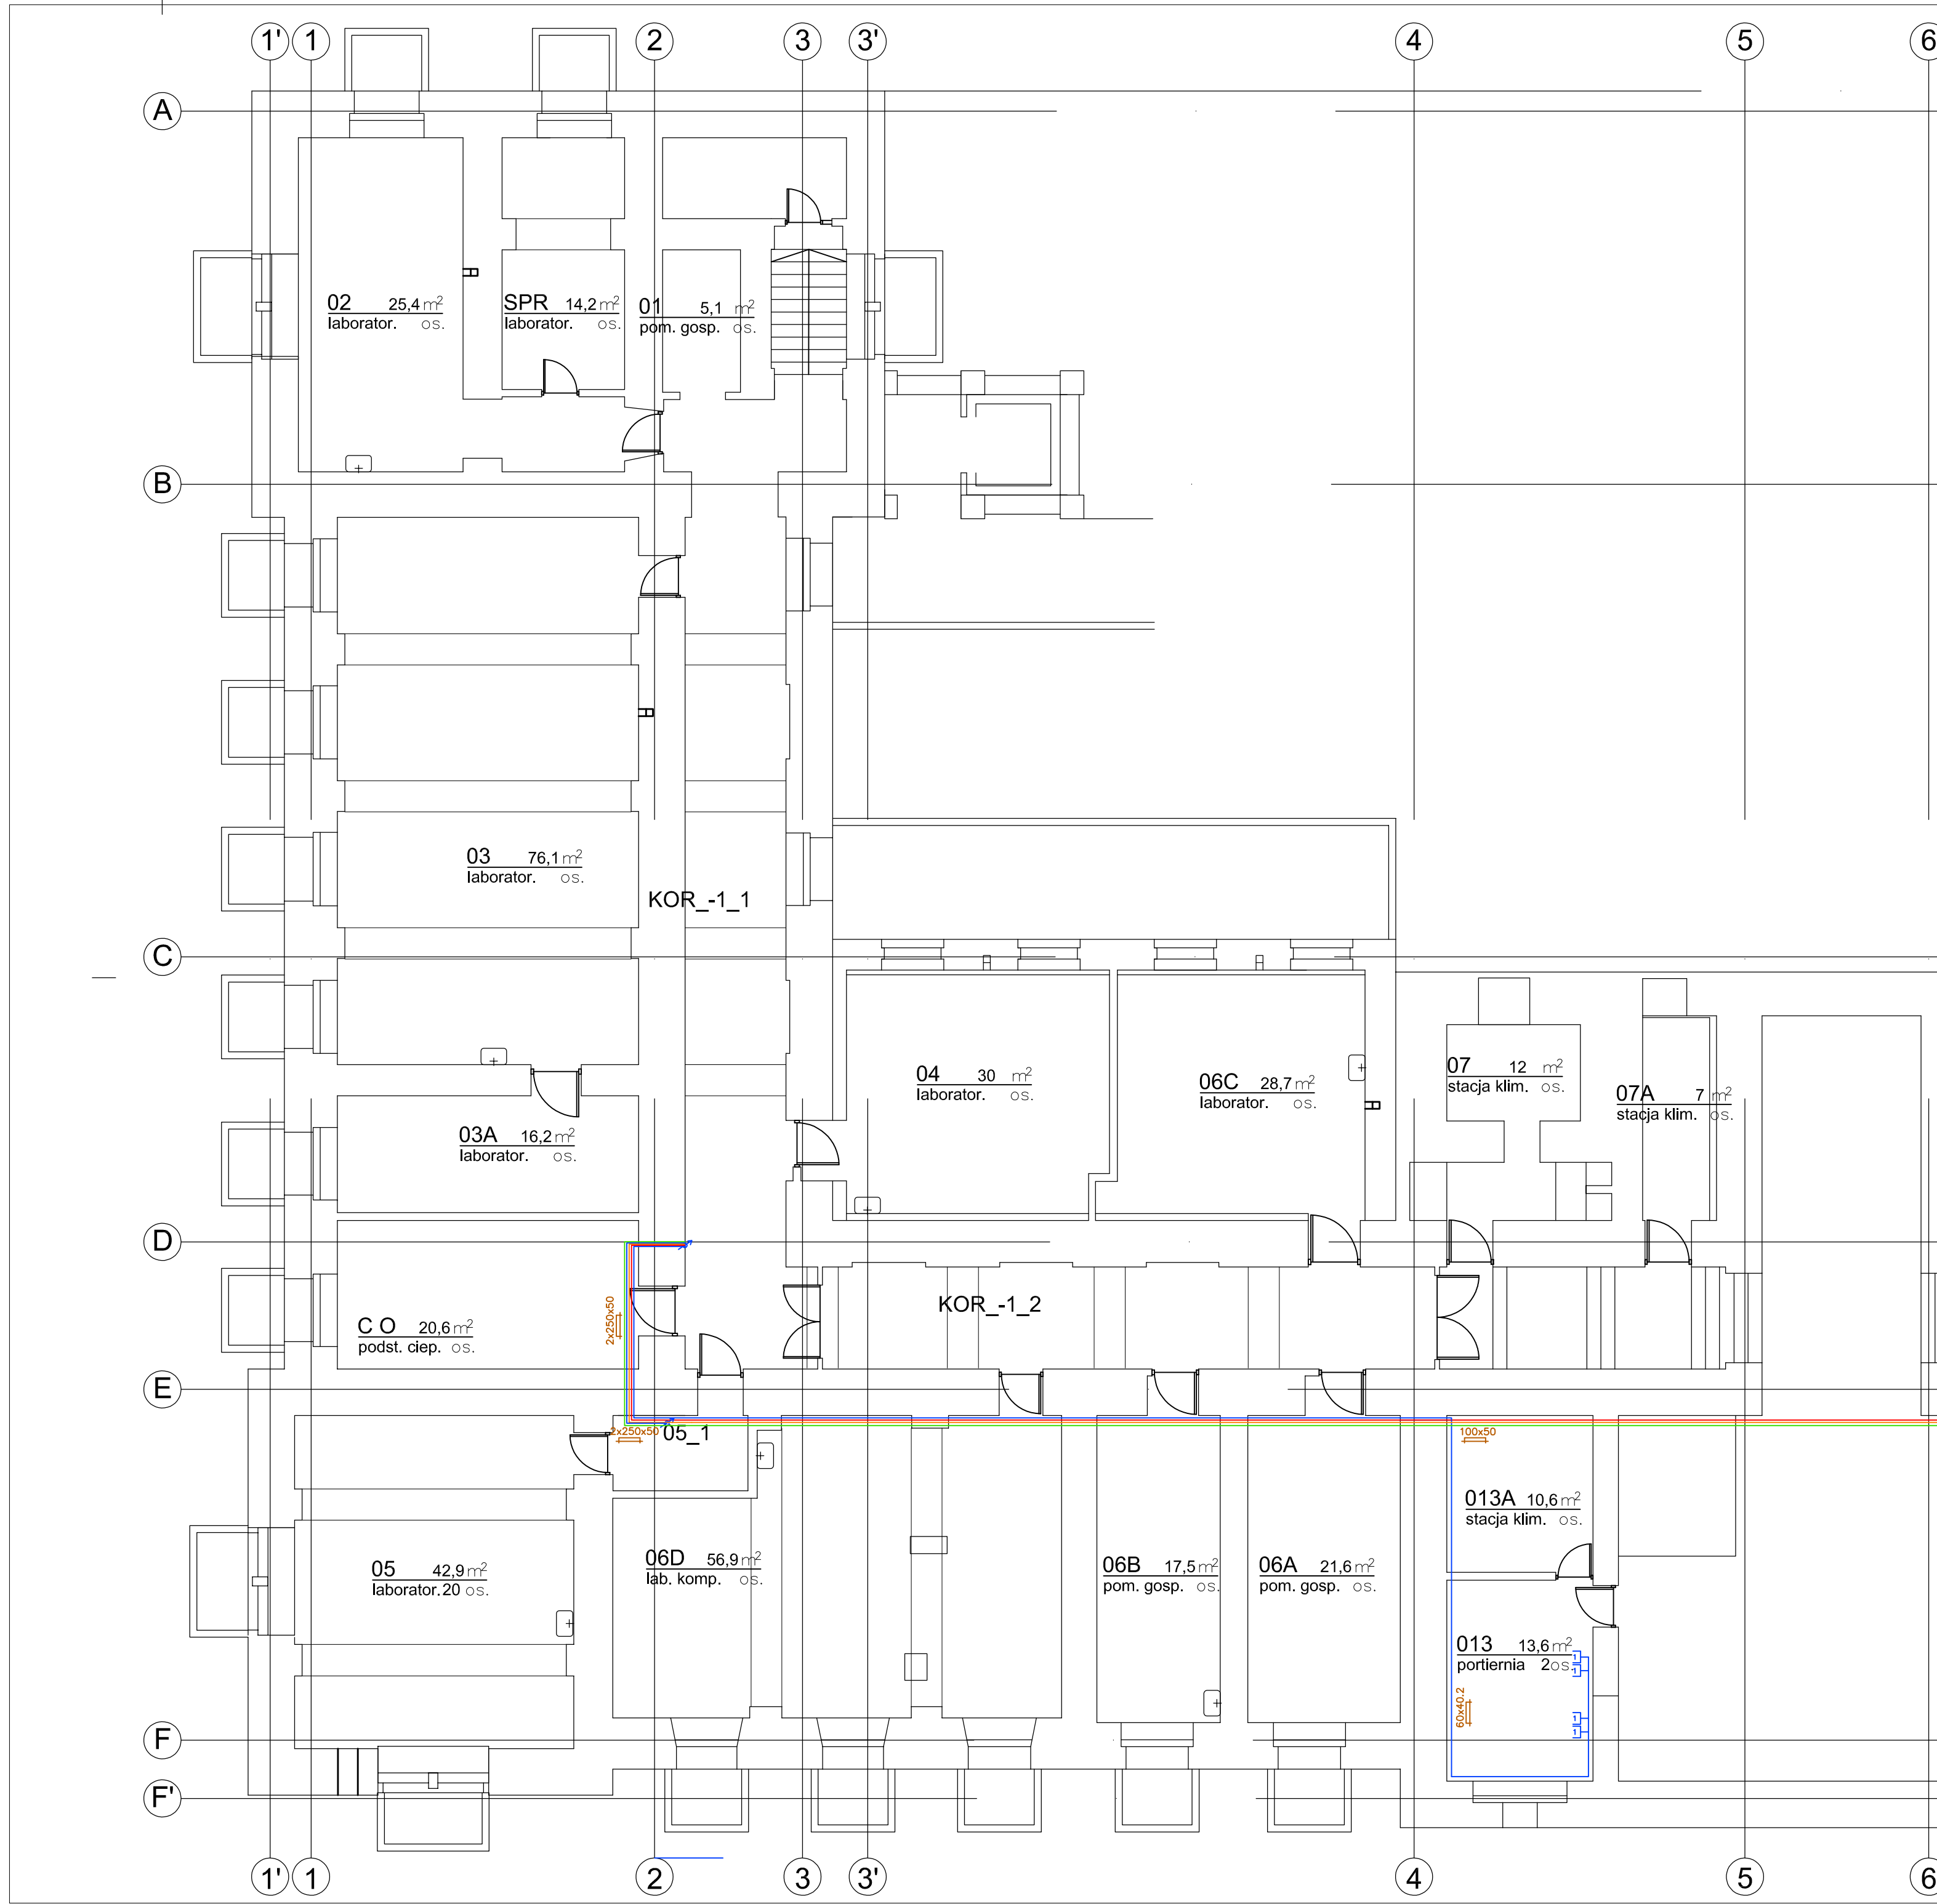 1' 1 2 3 3' 4 5 6
A
02 25,4 m²
laborator. os.
SPR 14,2 m²
laborator. os.
01 5,1 m²
pom. gosp. os.
B
03 76,1 m²
laborator. os.
KOR_-1_1
C
04 30 m²
laborator. os.
06C 28,7 m²
laborator. os.
07 12 m²
stacja klim. os.
07A 7 m²
stacja klim. os.
03A 16,2 m²
laborator. os.
D
2x250x50
KOR_-1_2
C O 20,6 m²
podst. ciep. os.
E
2x250x50
05_1
100x50
013A 10,6 m²
stacja klim. os.
05 42,9 m²
laborator. 20 os.
06D 56,9 m²
lab. komp. os.
06B 17,5 m²
pom. gosp. os.
06A 21,6 m²
pom. gosp. os.
013 13,6 m²
portiernia 2 os.
1
1
60x40.2
1
1
F
F'
1' 1 2 3 3' 4 5 6